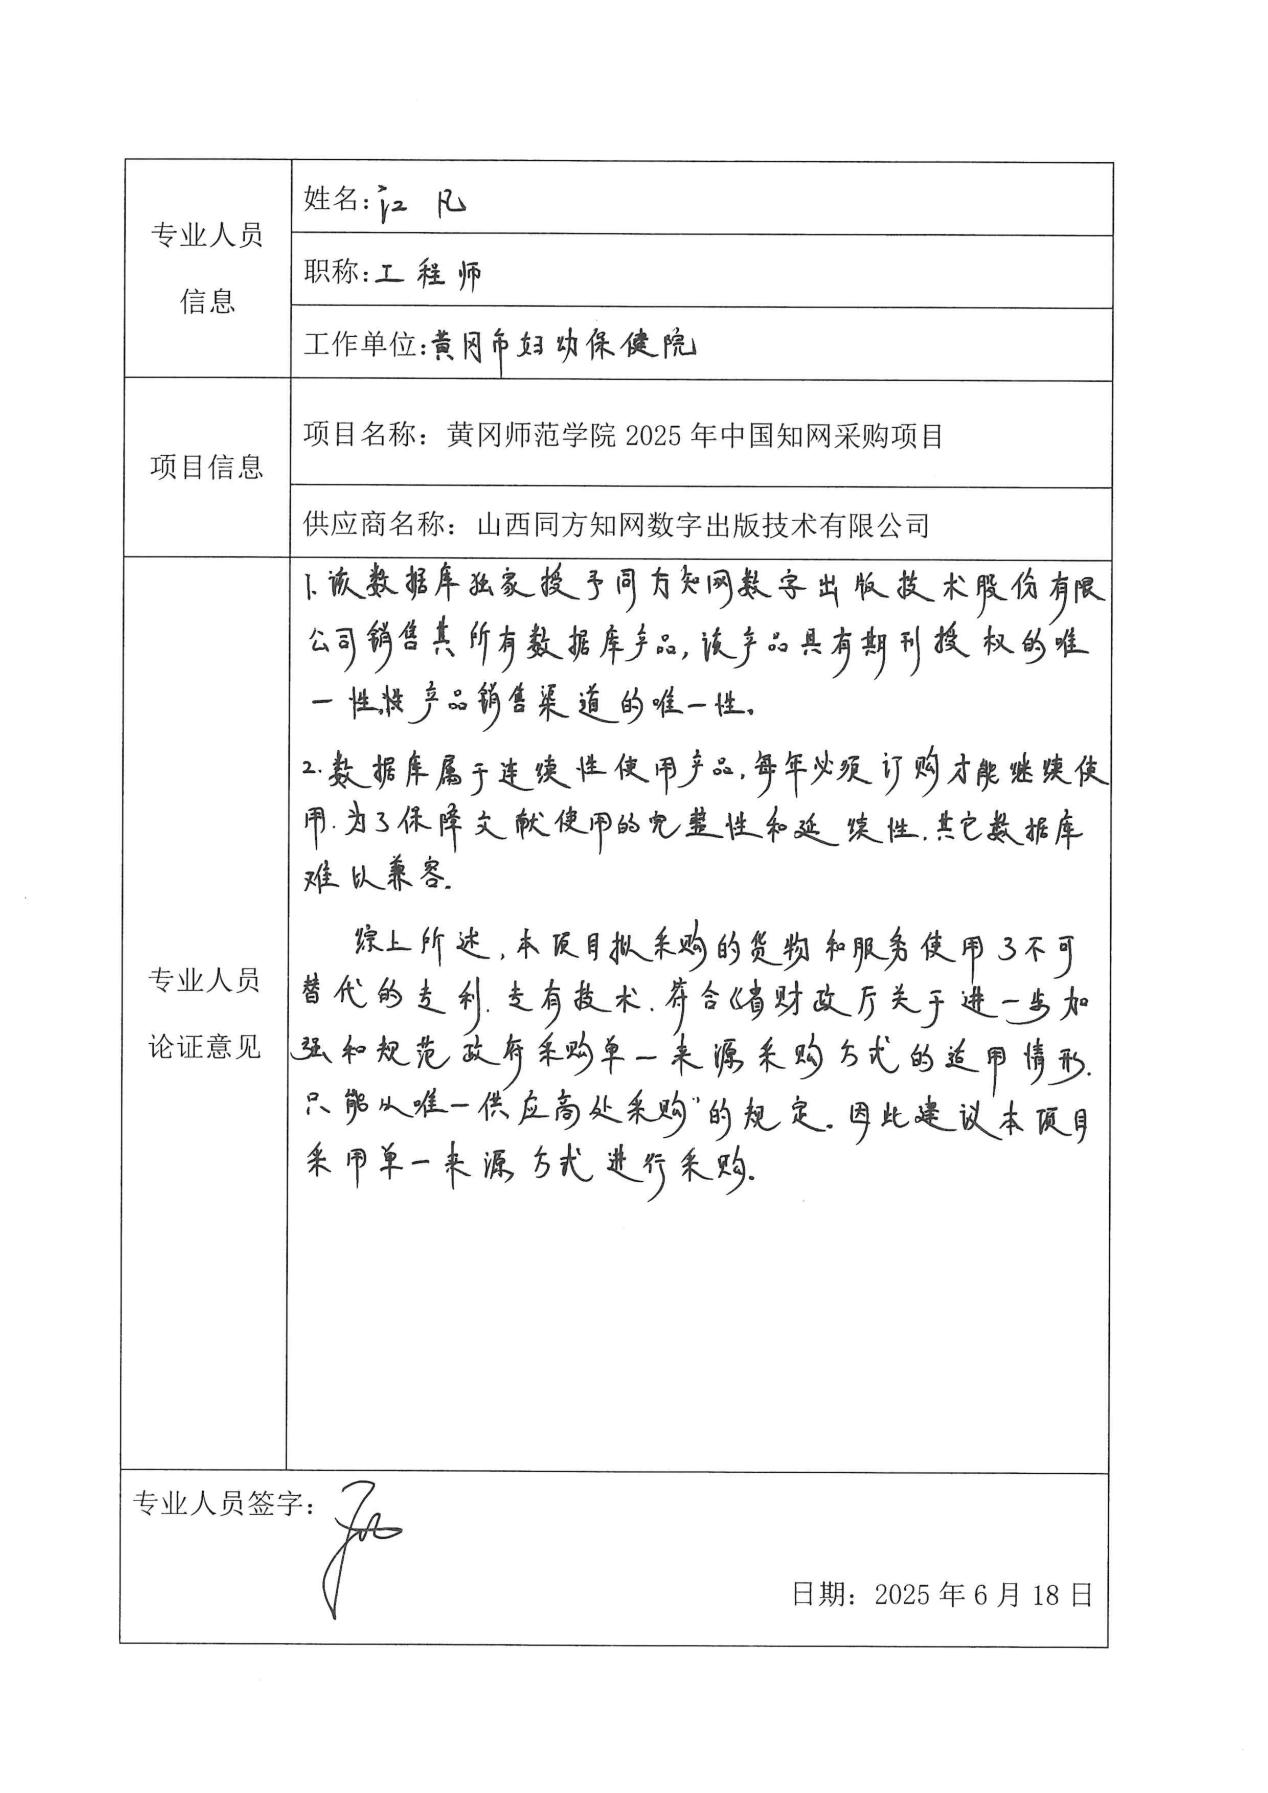 专业人员
信息
姓名:江凡
职称:工程师
工作单位:黄冈市妇幼保健院
项目信息
项目名称：黄冈师范学院 2025 年中国知网采购项目
供应商名称：山西同方知网数字出版技术有限公司
专业人员
论证意见
1.该数据库独家授予同方知网数字出版技术股份有限
公司销售其所有数据库产品,该产品具有期刊授权的唯
一性,产品销售渠道的唯一性。
2.数据库属于连续性使用产品,每年必须订购才能继续使
用.为了保障文献使用的完整性和延续性.其它数据库
难以兼容.
综上所述,本项目拟采购的货物和服务使用了不可
替代的专利.专有技术.符合《省财政厅关于进一步加
强和规范政府采购单一来源采购方式的适用情形.
只能从唯一供应商处采购"的规定。因此建议本项目
采用单一来源方式进行采购.
专业人员签字：
日期：2025 年 6 月 18 日